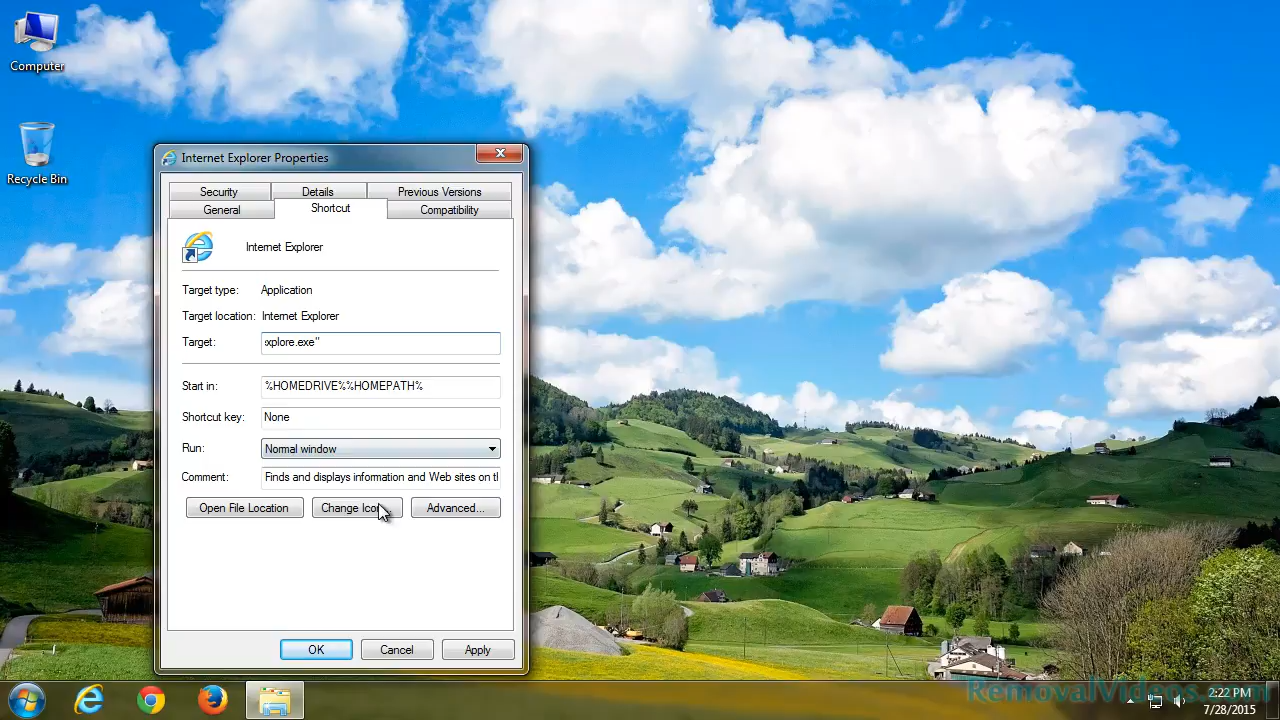 Computer
Recycle Bin
Internet Explorer Properties
Security Details Previous Versions
General Shortcut Compatibility
Internet Explorer
Target type: Application
Target location: Internet Explorer
Target: xplore.exe"
Start in: %HOMEDRIVE%%HOMEPATH%
Shortcut key: None
Run: Normal window
Comment: Finds and displays information and Web sites on
Open File Location Change Advanced...
OK Cancel Apply
RemovalVideos.com
2:22 PM
7/28/2015